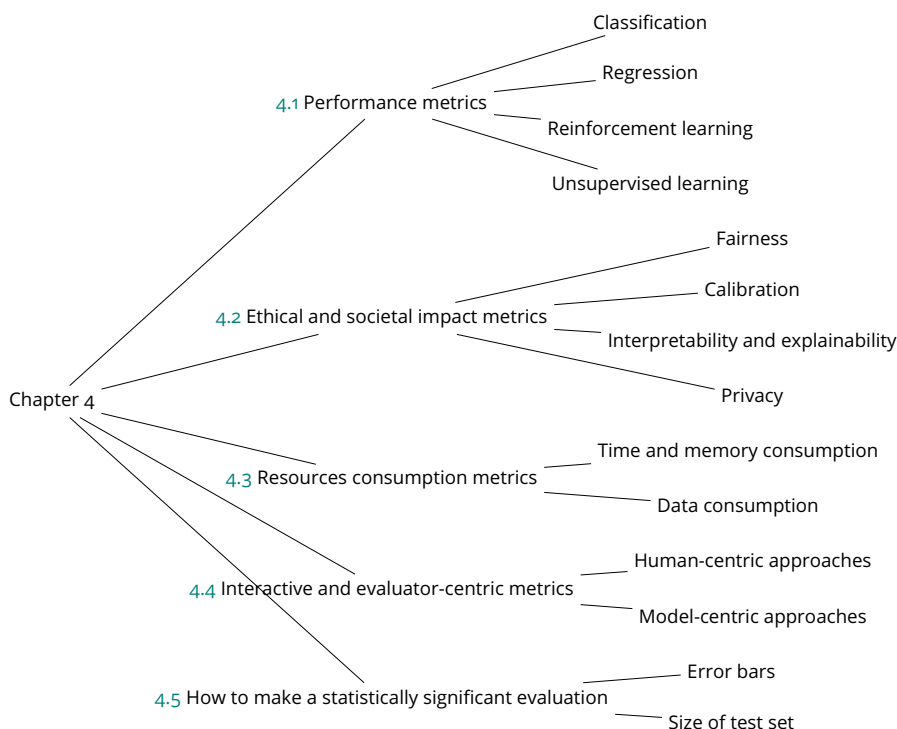 Chapter 4
4.1 Performance metrics
Classification
Regression
Reinforcement learning
Unsupervised learning
4.2 Ethical and societal impact metrics
Fairness
Calibration
Interpretability and explainability
Privacy
4.3 Resources consumption metrics
Time and memory consumption
Data consumption
4.4 Interactive and evaluator-centric metrics
Human-centric approaches
Model-centric approaches
4.5 How to make a statistically significant evaluation
Error bars
Size of test set